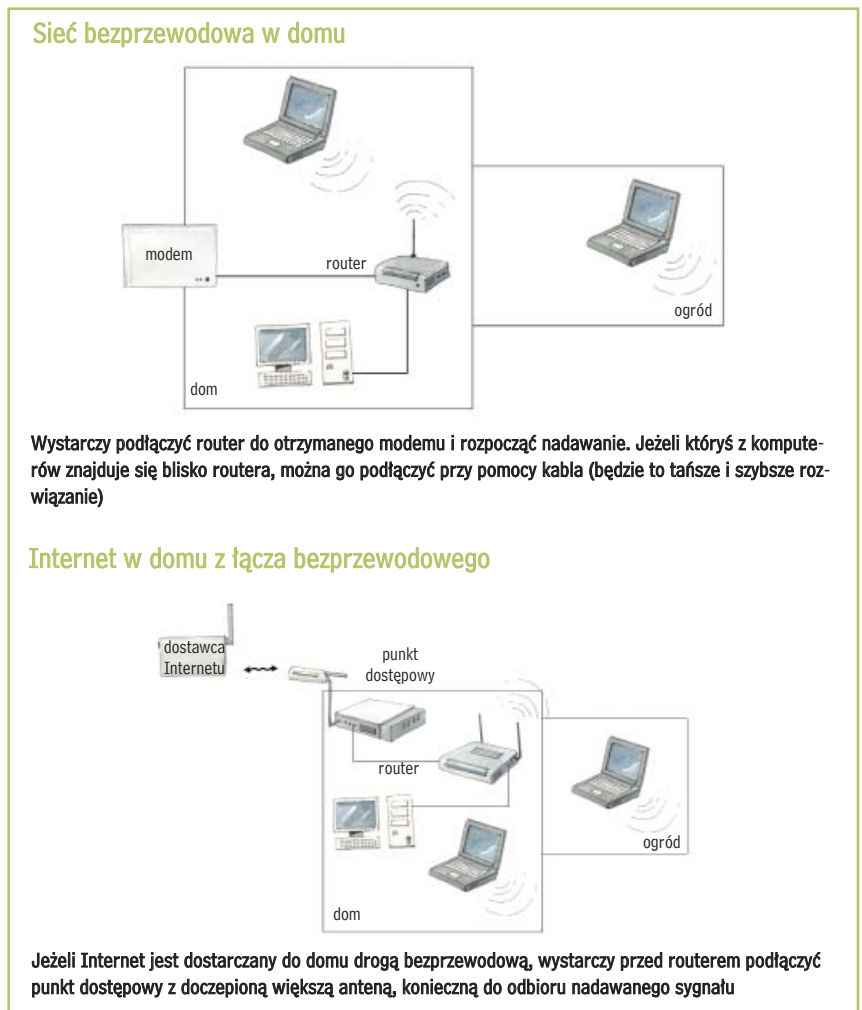 Sieć bezprzewodowa w domu
modem
router
ogród
dom
Wystarczy podłączyć router do otrzymanego modemu i rozpocząć nadawanie. Jeżeli któryś z kompute-
rów znajduje się blisko routera, można go podłączyć przy pomocy kabla (będzie to tańsze i szybsze roz-
wiązanie)
Internet w domu z łącza bezprzewodowego
dostawca
Internetu
punkt
dostępowy
router
ogród
dom
Jeżeli Internet jest dostarczany do domu drogą bezprzewodową, wystarczy przed routerem podłączyć
punkt dostępowy z doczepioną większą anteną, konieczną do odbioru nadawanego sygnału